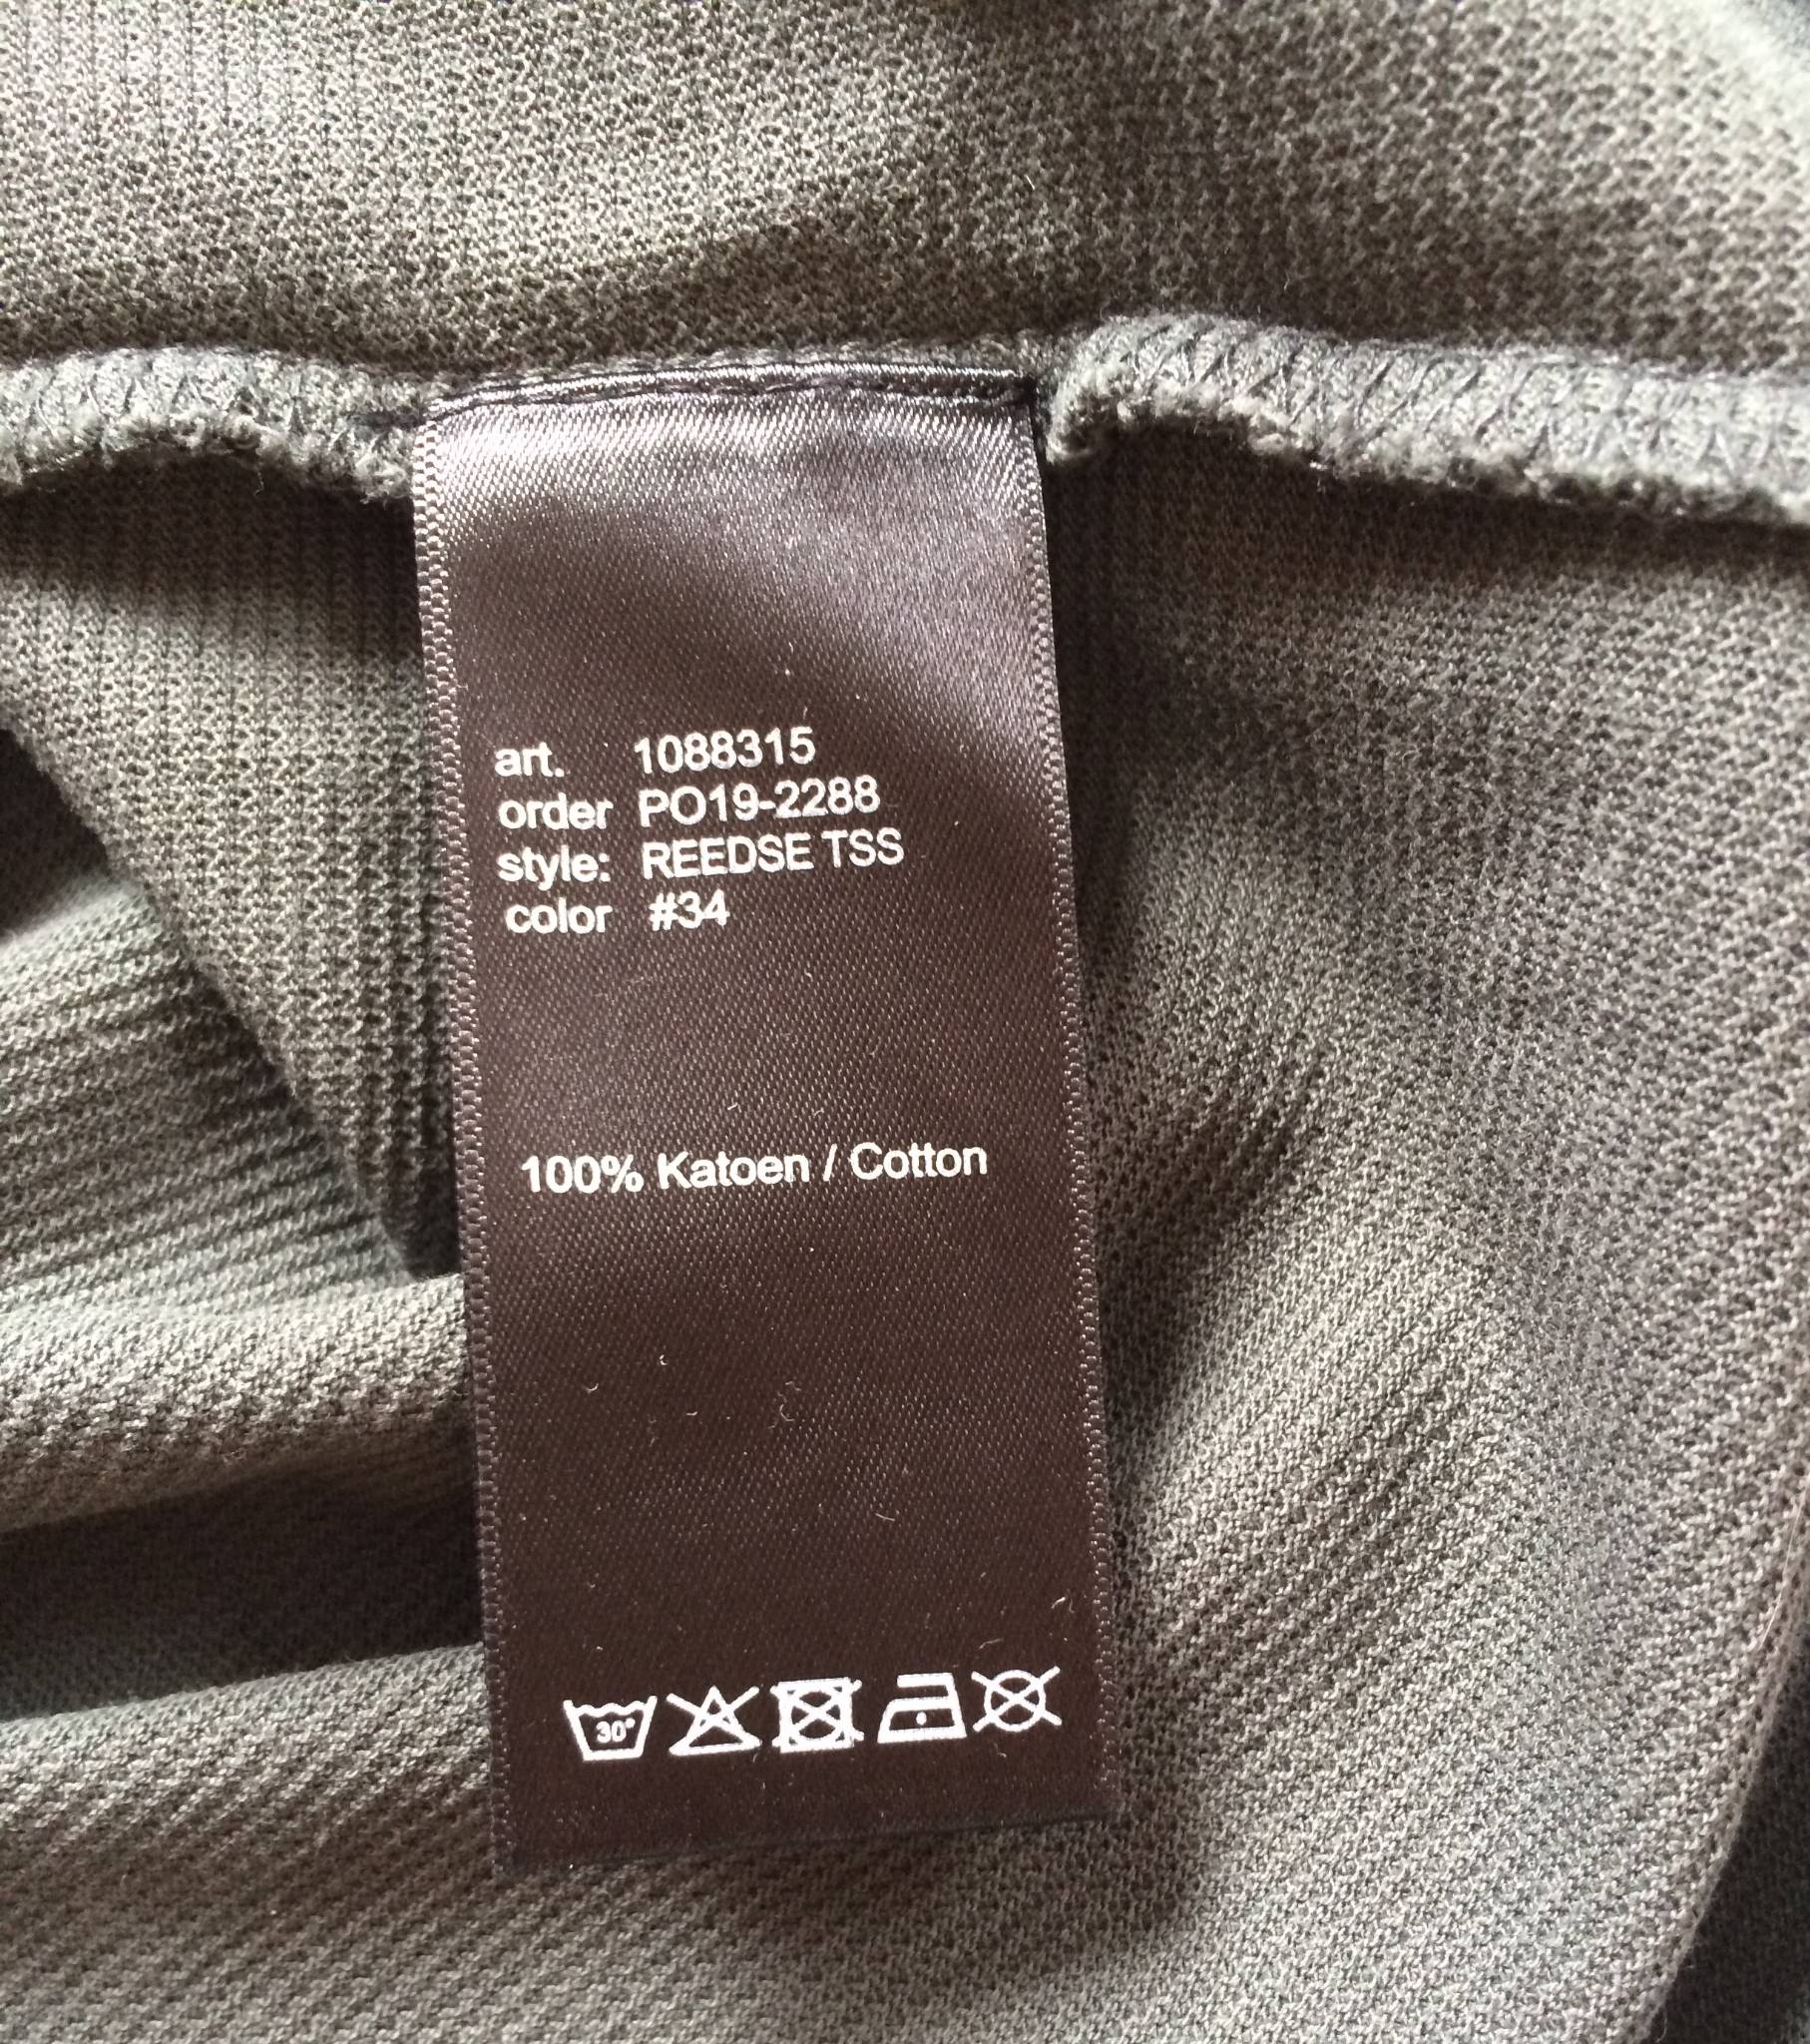 art. 1088315
order PO19-2288
style: REEDSE TSS
color #34
100% Katoen / Cotton
30°